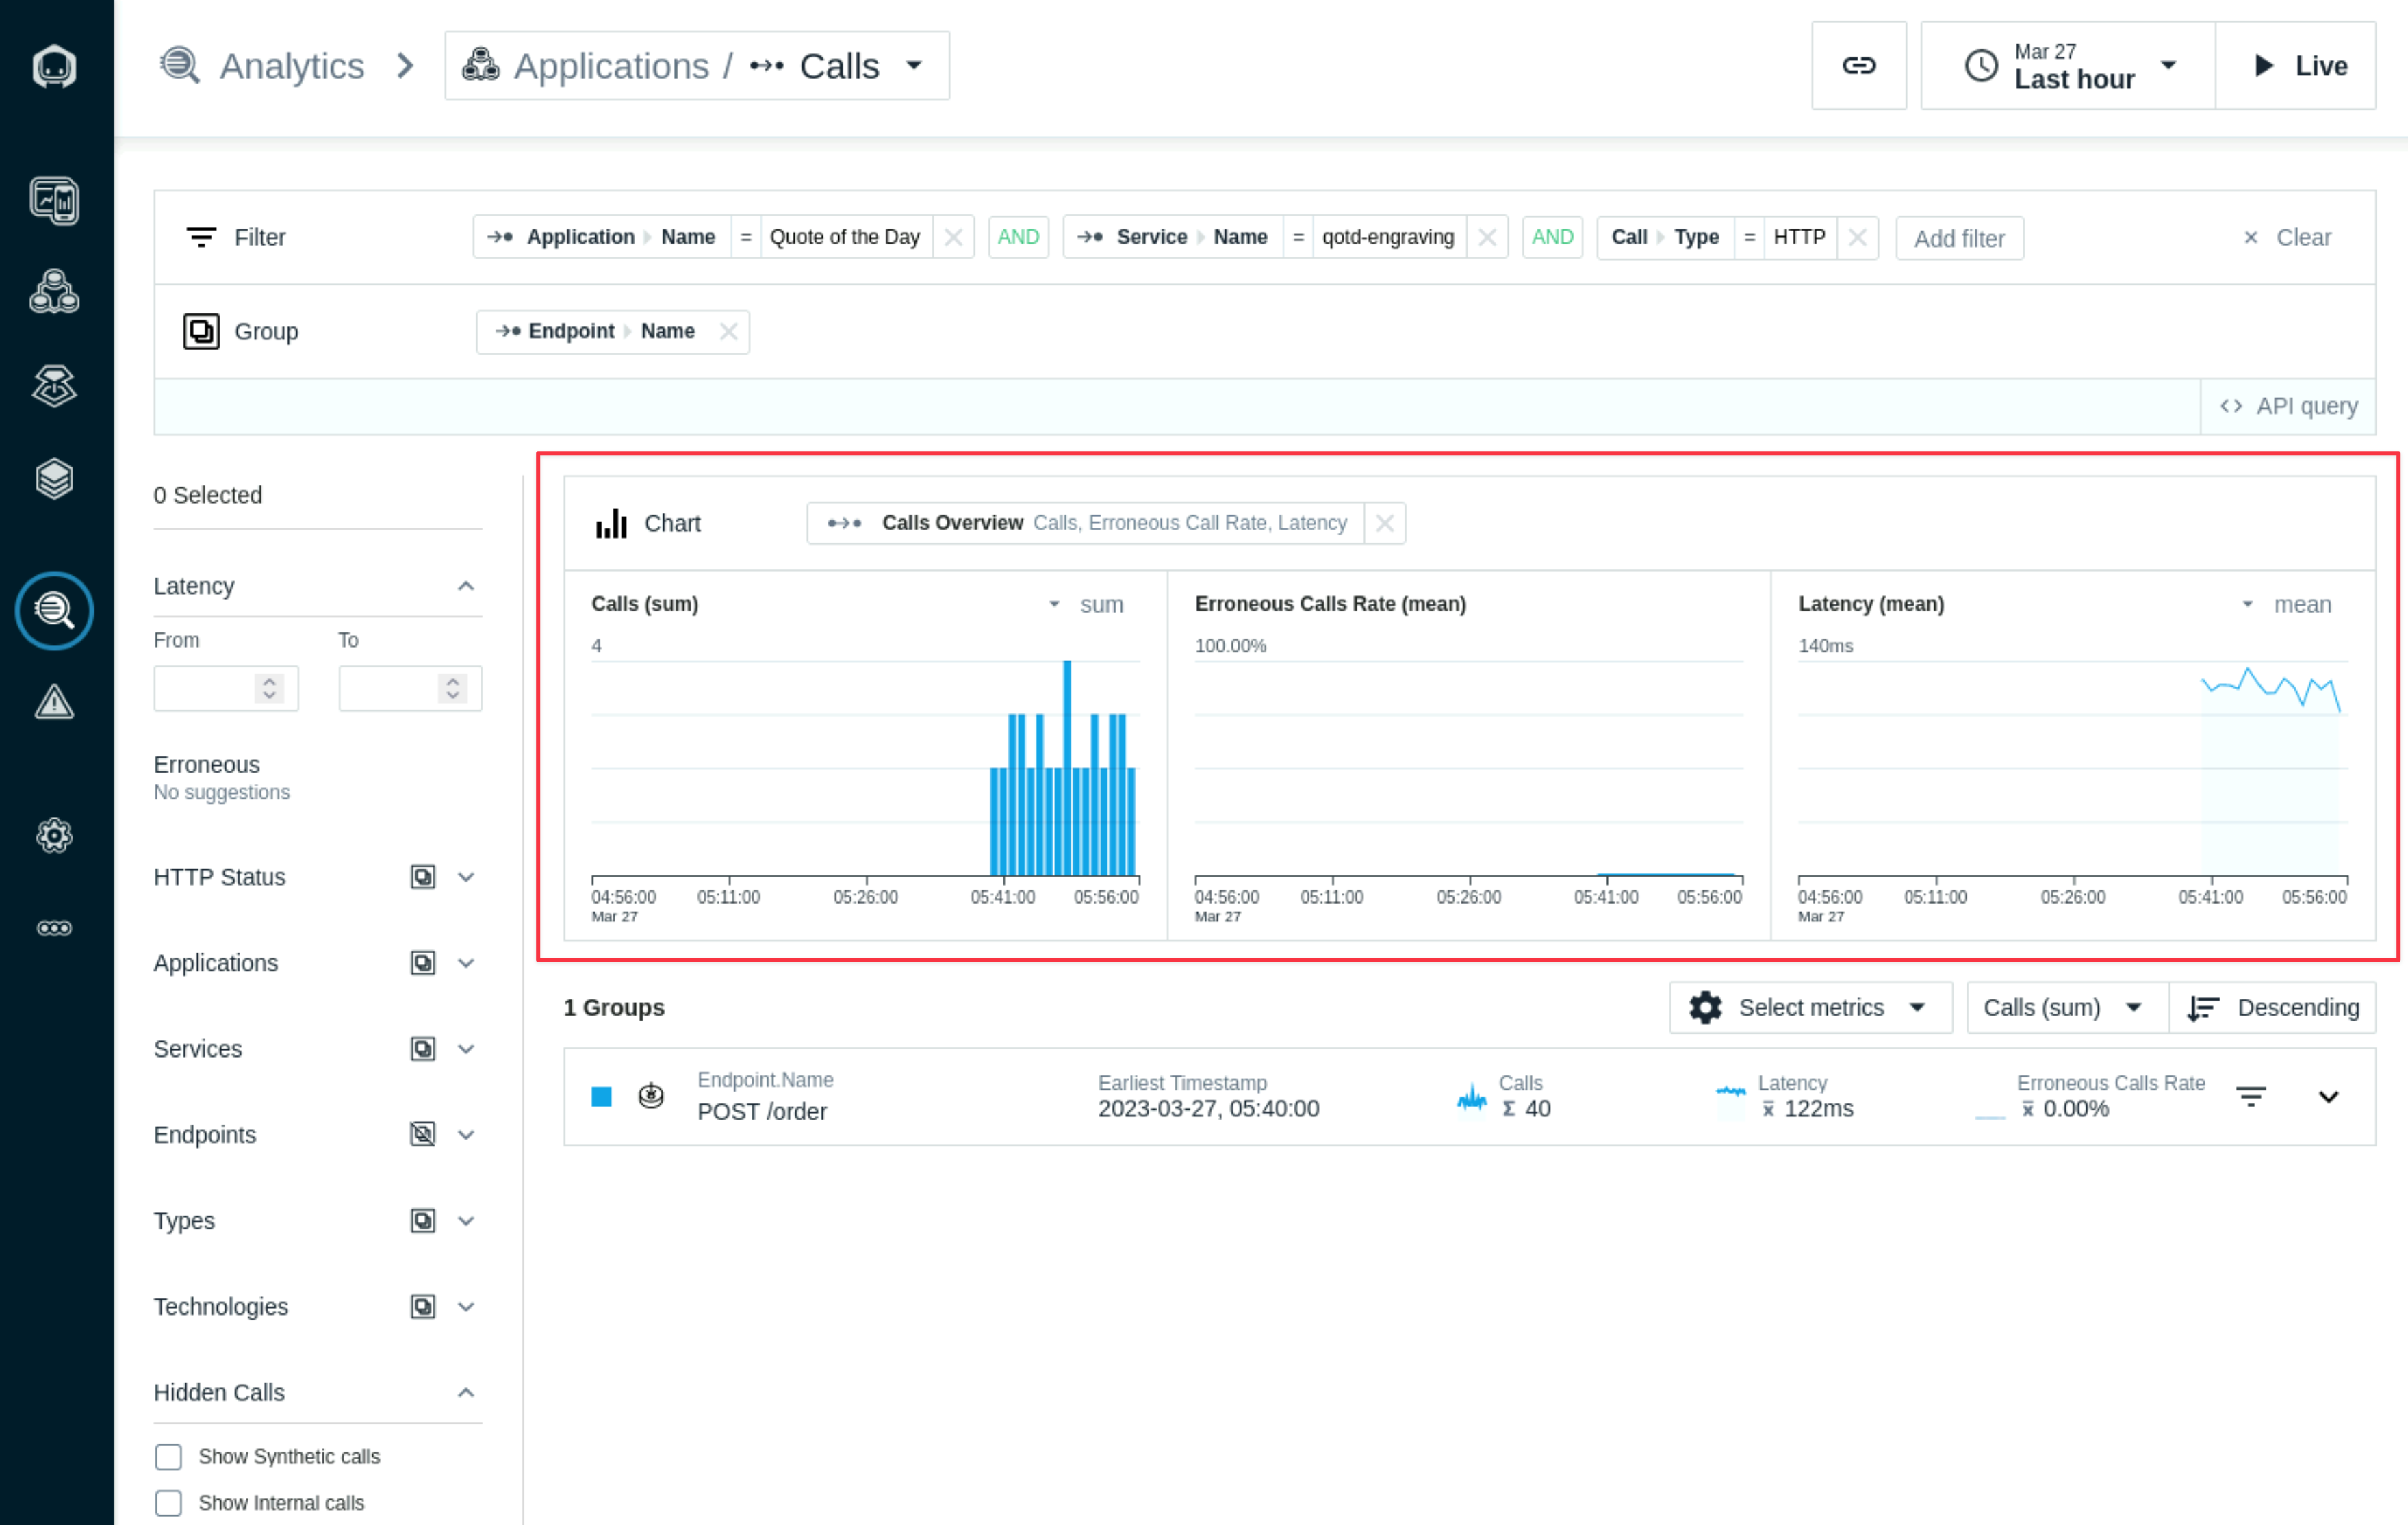 Analytics > Applications / Calls
Mar 27
Last hour
Live
Filter Application Name = Quote of the Day AND Service Name = qotd-engraving AND Call Type = HTTP Add filter × Clear
Group Endpoint Name
<> API query
0 Selected
Latency
From To
Erroneous
No suggestions
HTTP Status
Applications
Services
Endpoints
Types
Technologies
Hidden Calls
Show Synthetic calls
Show Internal calls
Chart Calls Overview Calls, Erroneous Call Rate, Latency
Calls (sum) sum
4
04:56:00 05:11:00 05:26:00 05:41:00 05:56:00
Mar 27
Erroneous Calls Rate (mean)
100.00%
04:56:00 05:11:00 05:26:00 05:41:00 05:56:00
Mar 27
Latency (mean) mean
140ms
04:56:00 05:11:00 05:26:00 05:41:00 05:56:00
Mar 27
1 Groups Select metrics Calls (sum) Descending
Endpoint.Name Earliest Timestamp Calls Latency Erroneous Calls Rate
POST /order 2023-03-27, 05:40:00 Σ 40 x̅ 122ms x̅ 0.00%